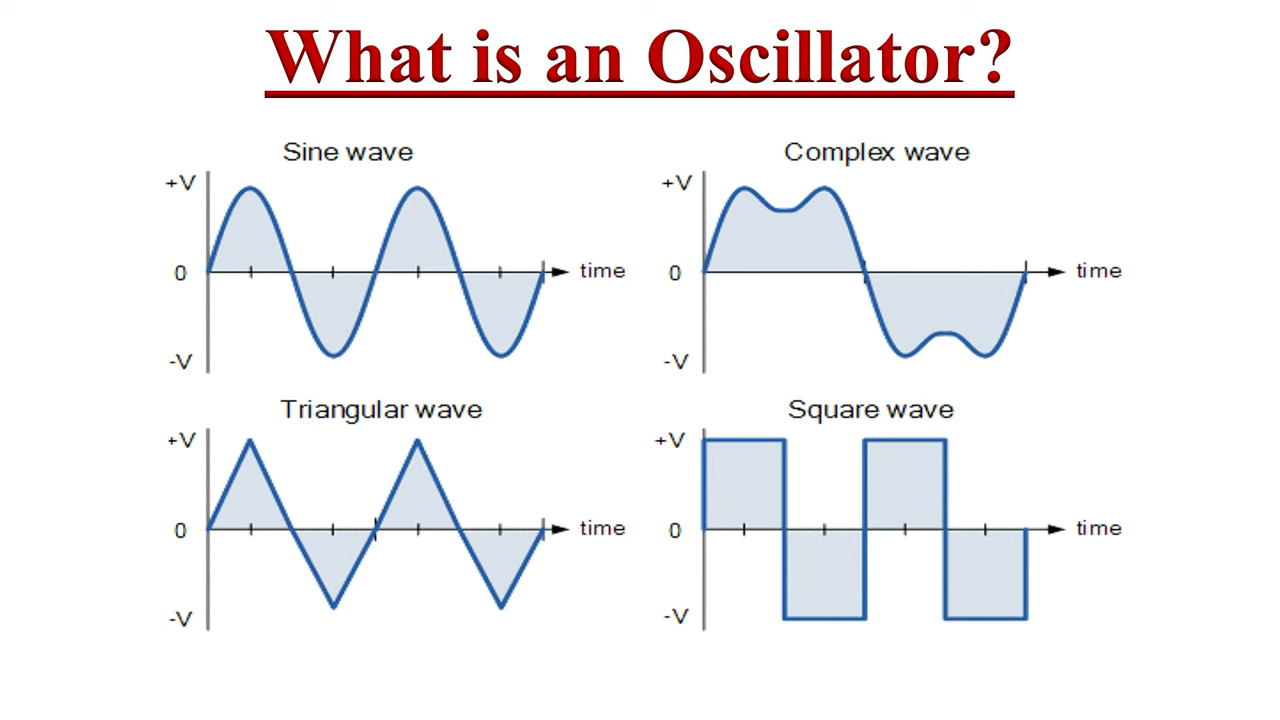 What is an Oscillator?
Sine wave
+V
0
time
-V
Complex wave
+V
0
time
-V
Triangular wave
+V
0
time
-V
Square wave
+V
0
time
-V